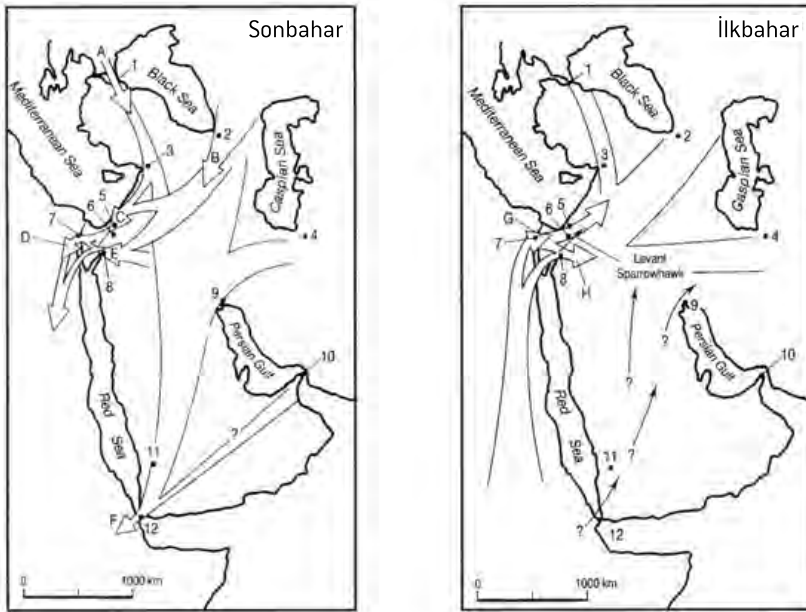 Sonbahar
A
1
Black Sea
Mediterranean Sea
2
3
B
Caspian Sea
5
6
C
7
D
E
4
8
9
Persian Gulf
10
Red
Sea
?
11
F
12
0
1000 km
İlkbahar
1
Black Sea
Mediterranean Sea
2
3
Caspian Sea
5
6
G
7
4
Levant
Sparrowhawk
8
H
9
?
Persian Gulf
10
?
Red
Sea
11
?
?
12
0
1000 km